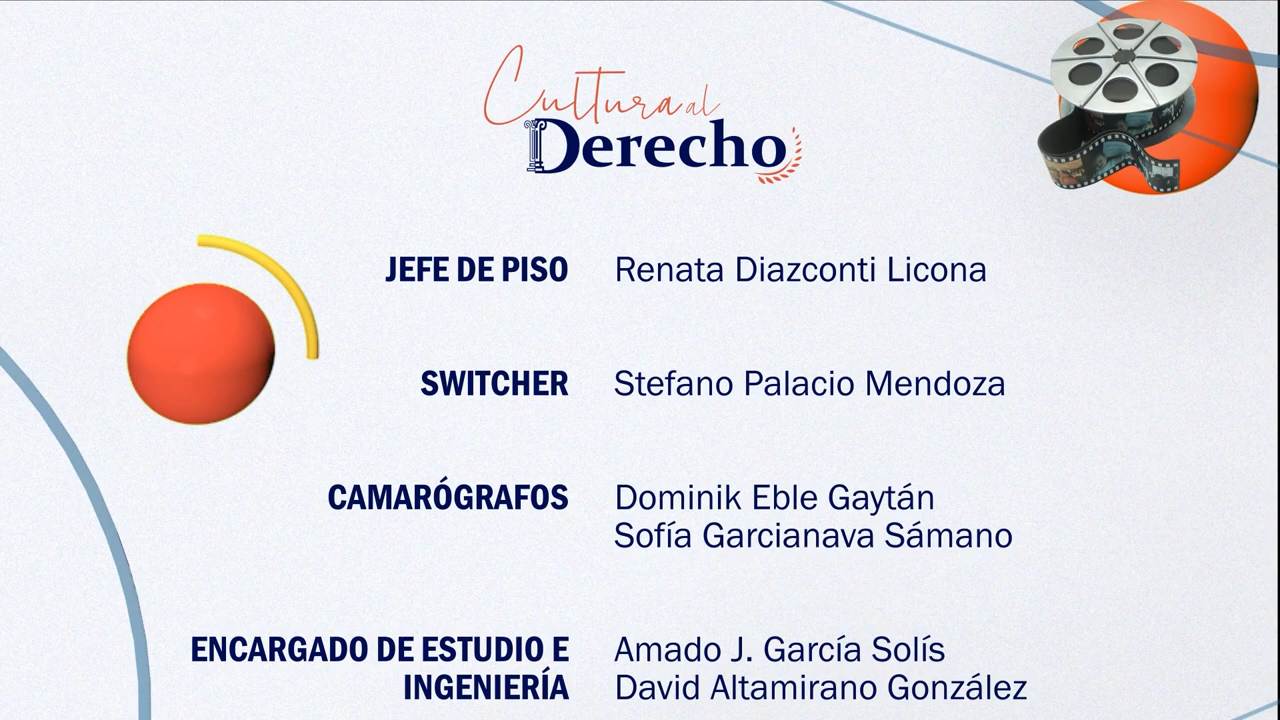 Cultura al
Derecho
JEFE DE PISO Renata Diazconti Licona
SWITCHER Stefano Palacio Mendoza
CAMARÓGRAFOS Dominik Eble Gaytán
Sofía Garcianava Sámano
ENCARGADO DE ESTUDIO E Amado J. García Solís
INGENIERÍA David Altamirano González